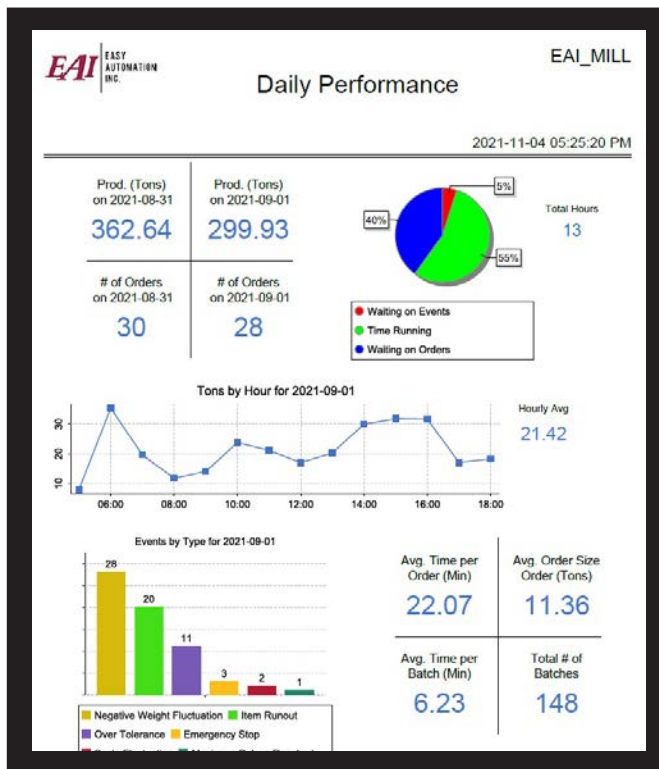 EAI EASY
AUTOMATION
INC.
EAI_MILL
Daily Performance
2021-11-04 05:25:20 PM
Prod. (Tons)
on 2021-08-31
362.64
Prod. (Tons)
on 2021-09-01
299.93
# of Orders
on 2021-08-31
30
# of Orders
on 2021-09-01
28
5%
40%
55%
Total Hours
13
Waiting on Events
Time Running
Waiting on Orders
Tons by Hour for 2021-09-01
30
20
10
06:00 08:00 10:00 12:00 14:00 16:00 18:00
Hourly Avg
21.42
Events by Type for 2021-09-01
28
20
11
3
2
1
Negative Weight Fluctuation Item Runout
Over Tolerance Emergency Stop
Avg. Time per
Order (Min)
22.07
Avg. Order Size
Order (Tons)
11.36
Avg. Time per
Batch (Min)
6.23
Total # of
Batches
148